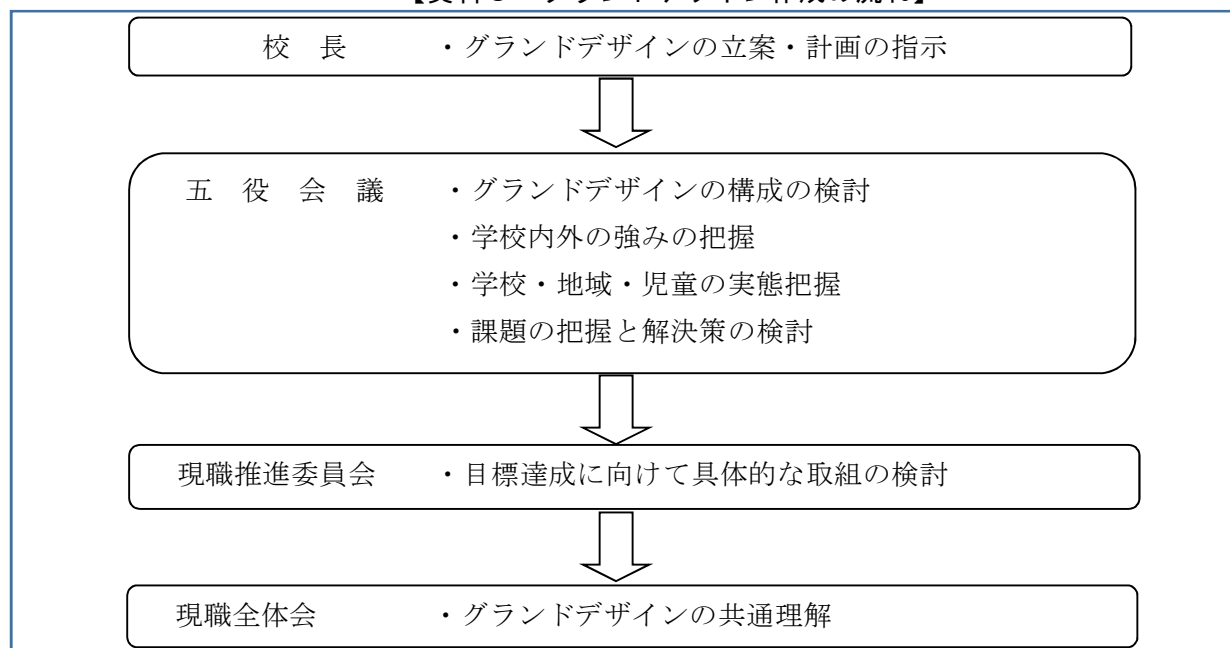 校　長　　・グランドデザインの立案・計画の指示
五　役　会　議　　・グランドデザインの構成の検討
・学校内外の強みの把握
・学校・地域・児童の実態把握
・課題の把握と解決策の検討
現職推進委員会　　・目標達成に向けて具体的な取組の検討
現職全体会　　・グランドデザインの共通理解